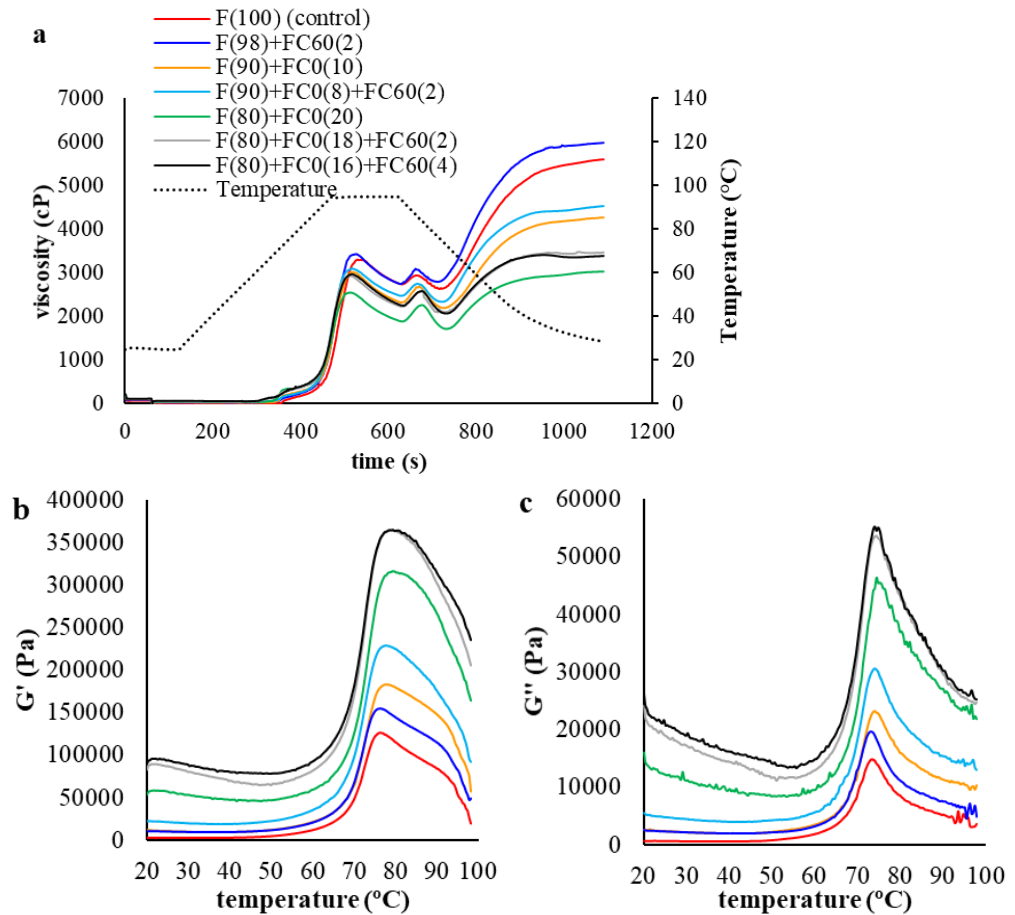 a
F(100) (control)
F(98)+FC60(2)
F(90)+FC0(10)
F(90)+FC0(8)+FC60(2)
F(80)+FC0(20)
F(80)+FC0(18)+FC60(2)
F(80)+FC0(16)+FC60(4)
Temperature
viscosity (cP)
7000
6000
5000
4000
3000
2000
1000
0
140
120
100
80
60
40
20
0
Temperature (°C)
0 200 400 600 800 1000 1200
time (s)
b
G' (Pa)
400000
350000
300000
250000
200000
150000
100000
50000
0
20 30 40 50 60 70 80 90 100
temperature (ºC)
c
G'' (Pa)
60000
50000
40000
30000
20000
10000
0
20 30 40 50 60 70 80 90 100
temperature (ºC)